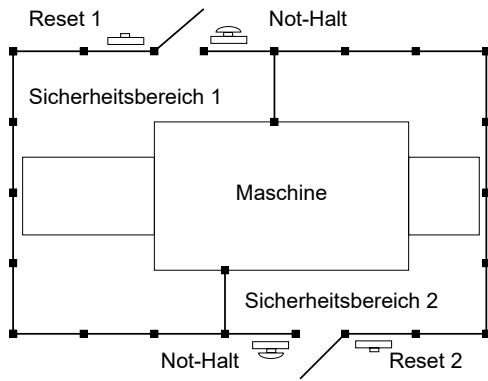 Reset 1
Not-Halt
Sicherheitsbereich 1
Maschine
Sicherheitsbereich 2
Not-Halt
Reset 2